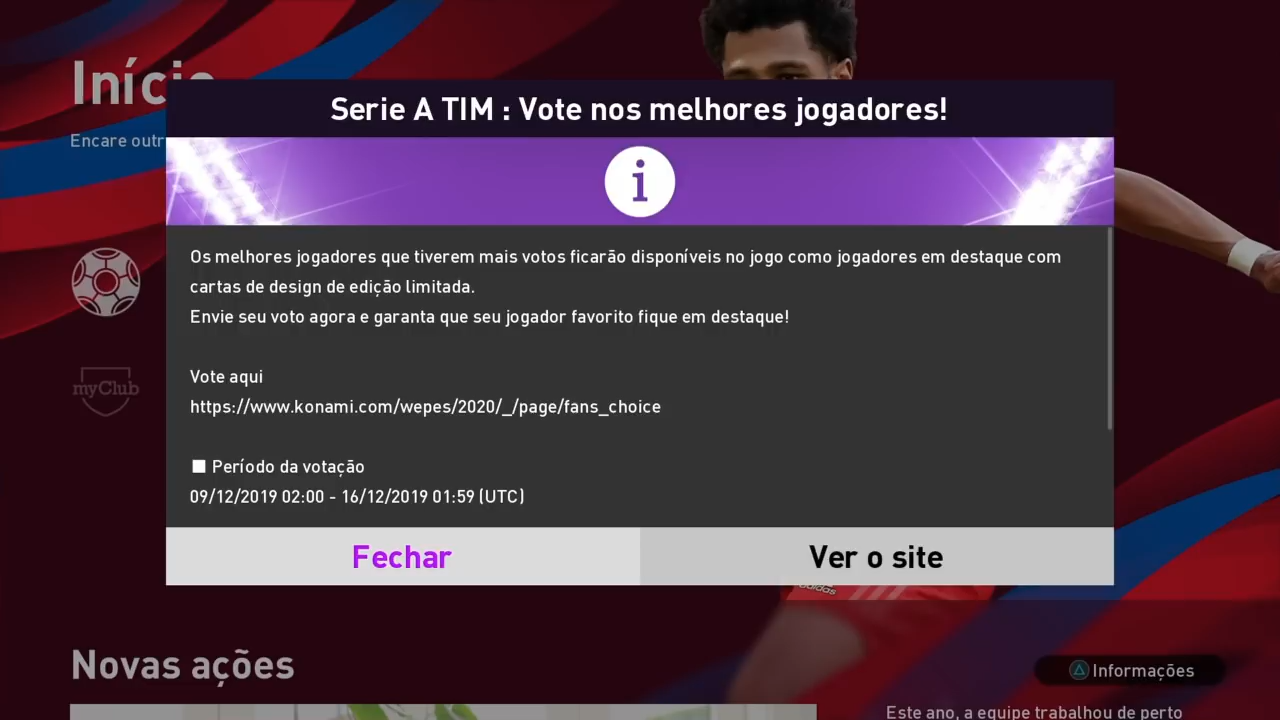 Iníci
Encare outr
Serie A TIM : Vote nos melhores jogadores!
i
Os melhores jogadores que tiverem mais votos ficarão disponíveis no jogo como jogadores em destaque com
cartas de design de edição limitada.
Envie seu voto agora e garanta que seu jogador favorito fique em destaque!
Vote aqui
https://www.konami.com/wepes/2020/_/page/fans_choice
■ Período da votação
09/12/2019 02:00 - 16/12/2019 01:59 (UTC)
Fechar
Ver o site
myClub
adidas
Novas ações
Informações
Este ano, a equipe trabalhou de perto